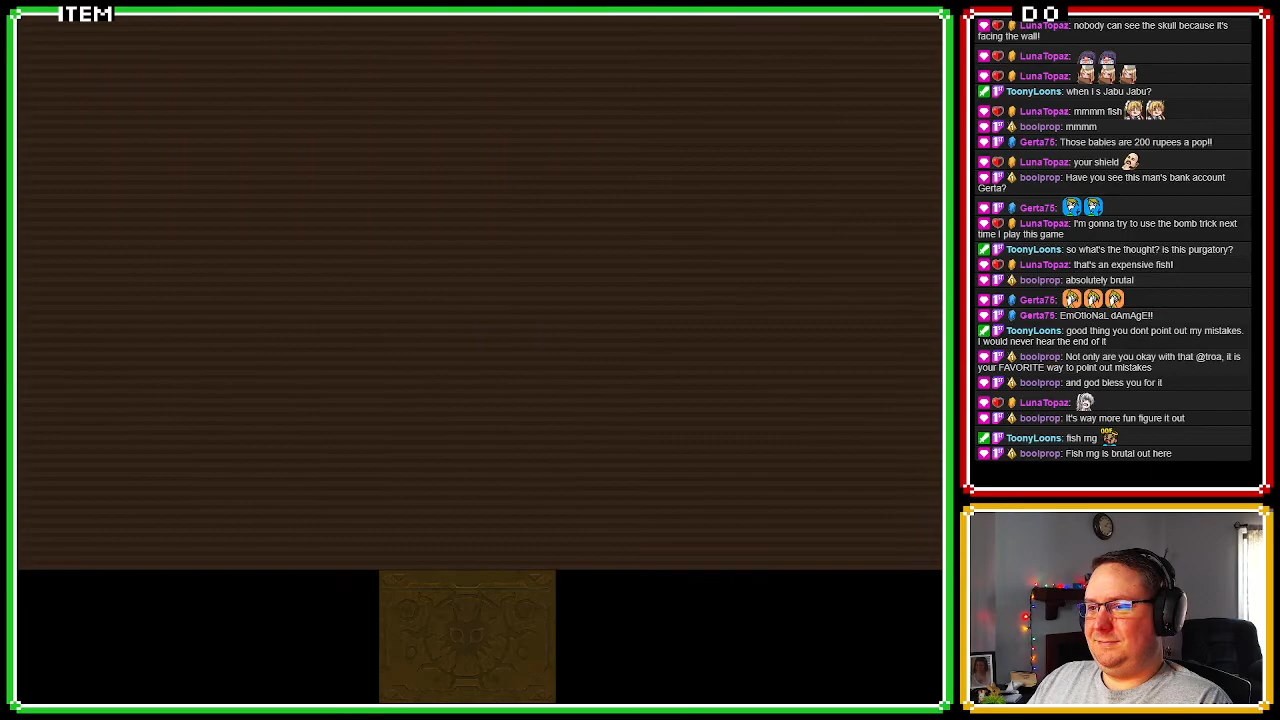 ITEM
DO
LunaTopaz: nobody can see the skull because it's
facing the wall!
LunaTopaz:
LunaTopaz:
ToonyLoons: when I s Jabu Jabu?
LunaTopaz: mmmm fish
boolprop: mmmm
Gerta75: Those babies are 200 rupees a pop!!
LunaTopaz: your shield
boolprop: Have you see this man's bank account
Gerta?
Gerta75:
LunaTopaz: I'm gonna try to use the bomb trick next
time I play this game
ToonyLoons: so what's the thought? Is this purgatory?
LunaTopaz: that's an expensive fish!
boolprop: absolutely brutal
Gerta75:
Gerta75: EmOtIoNaL dAmAgE!!
ToonyLoons: good thing you dont point out my mistakes.
I would never hear the end of it
boolprop: Not only are you okay with that @troa, it is
your FAVORITE way to point out mistakes
boolprop: and god bless you for it
LunaTopaz:
boolprop: It's way more fun figure it out
ToonyLoons: fish rng
boolprop: Fish rng is brutal out here